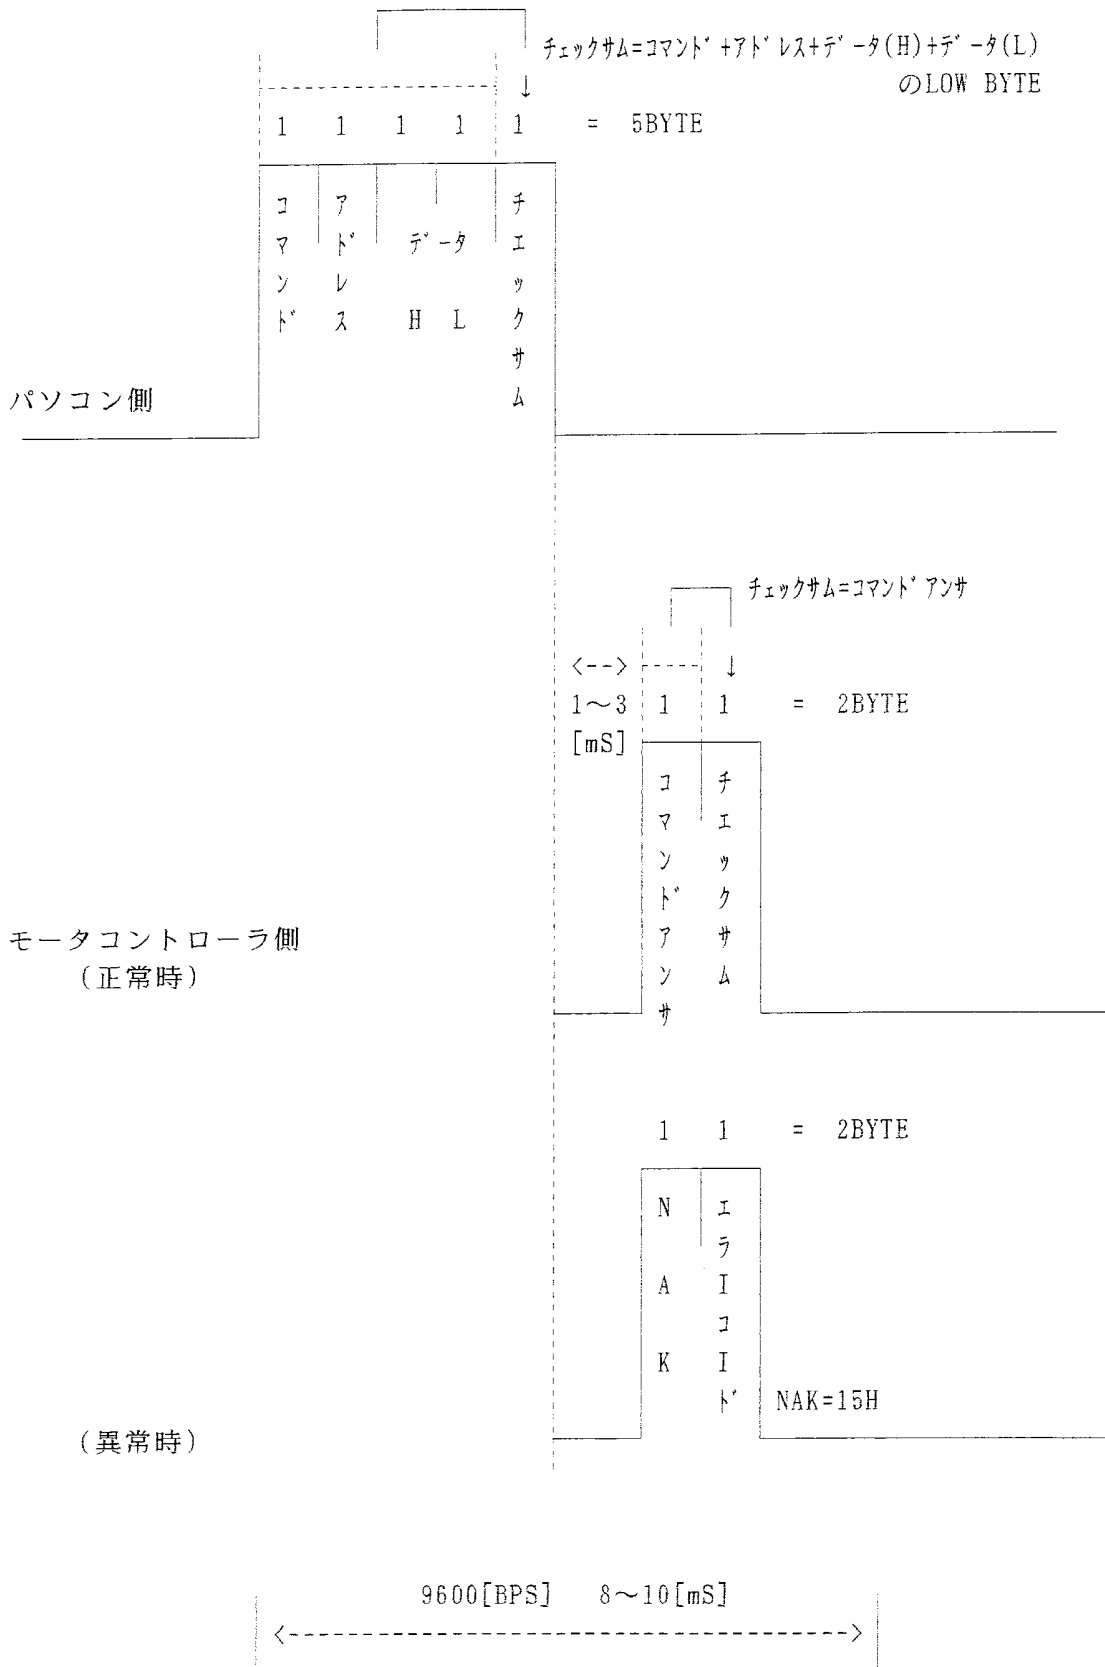 チェックサム=コマンド+アドレス+データ(H)+データ(L)
のLOW BYTE
1 1 1 1 1 = 5BYTE
コマンド
アドレス
データ
H L
チェックサム
パソコン側
チェックサム=コマンドアンサ
<-->
1～3 1 1 = 2BYTE
[mS]
コマンドアンサ
チェックサム
モータコントローラ側
(正常時)
1 1 = 2BYTE
NAK
エラーコード
NAK=15H
(異常時)
9600[BPS] 8～10[mS]